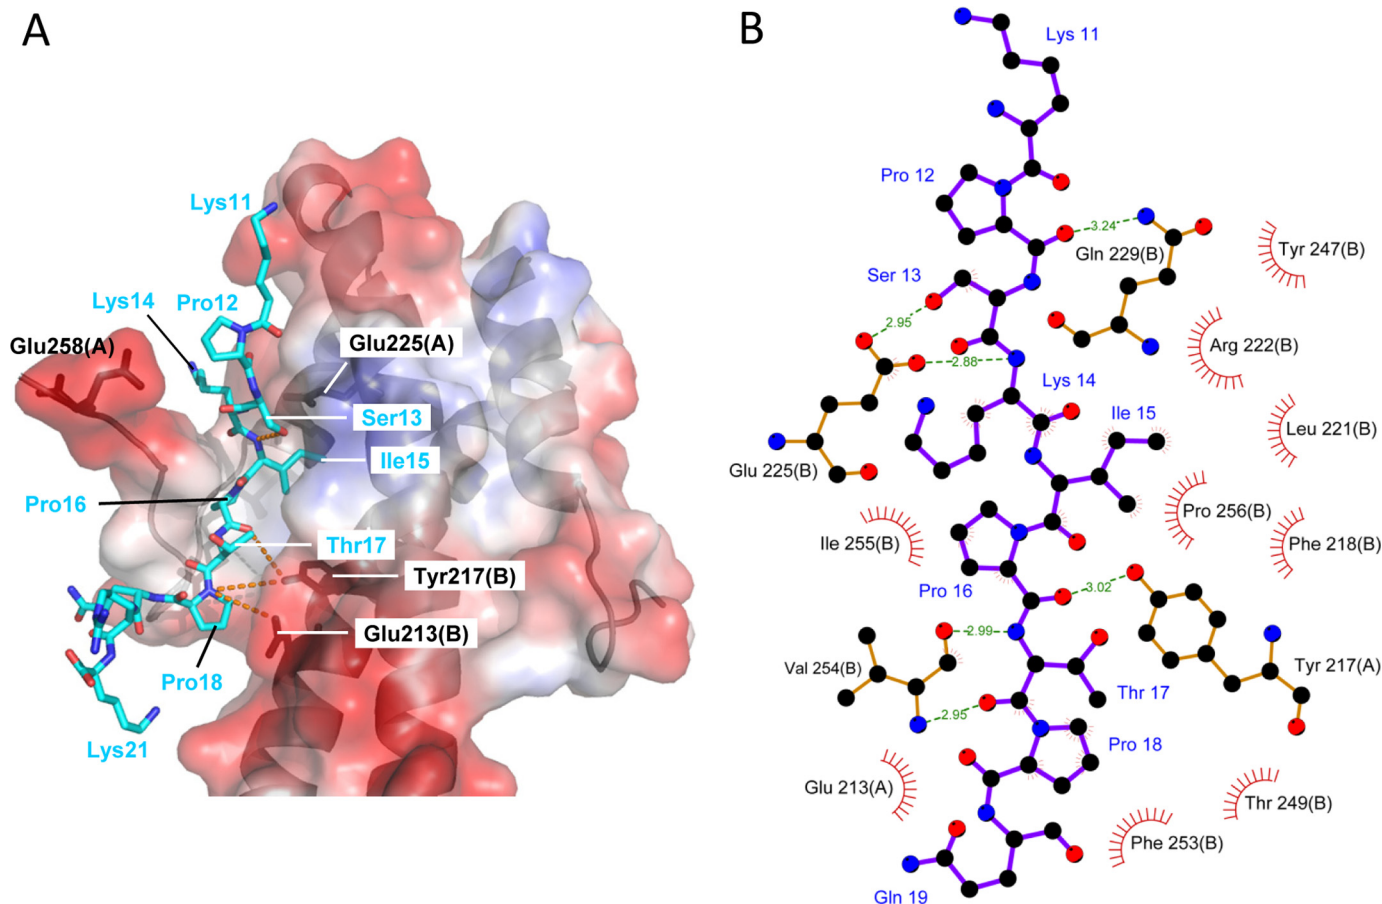 A
Lys11
Lys14
Pro12
Glu258(A)
Glu225(A)
Ser13
Ile15
Pro16
Thr17
Tyr217(B)
Glu213(B)
Pro18
Lys21
B
Lys 11
Pro 12
3.24
Gln 229(B)
Tyr 247(B)
Ser 13
2.95
Arg 222(B)
2.88
Lys 14
Ile 15
Leu 221(B)
Glu 225(B)
Pro 256(B)
Ile 255(B)
Phe 218(B)
Pro 16
3.02
2.99
Val 254(B)
Tyr 217(A)
Thr 17
2.95
Pro 18
Glu 213(A)
Thr 249(B)
Phe 253(B)
Gln 19